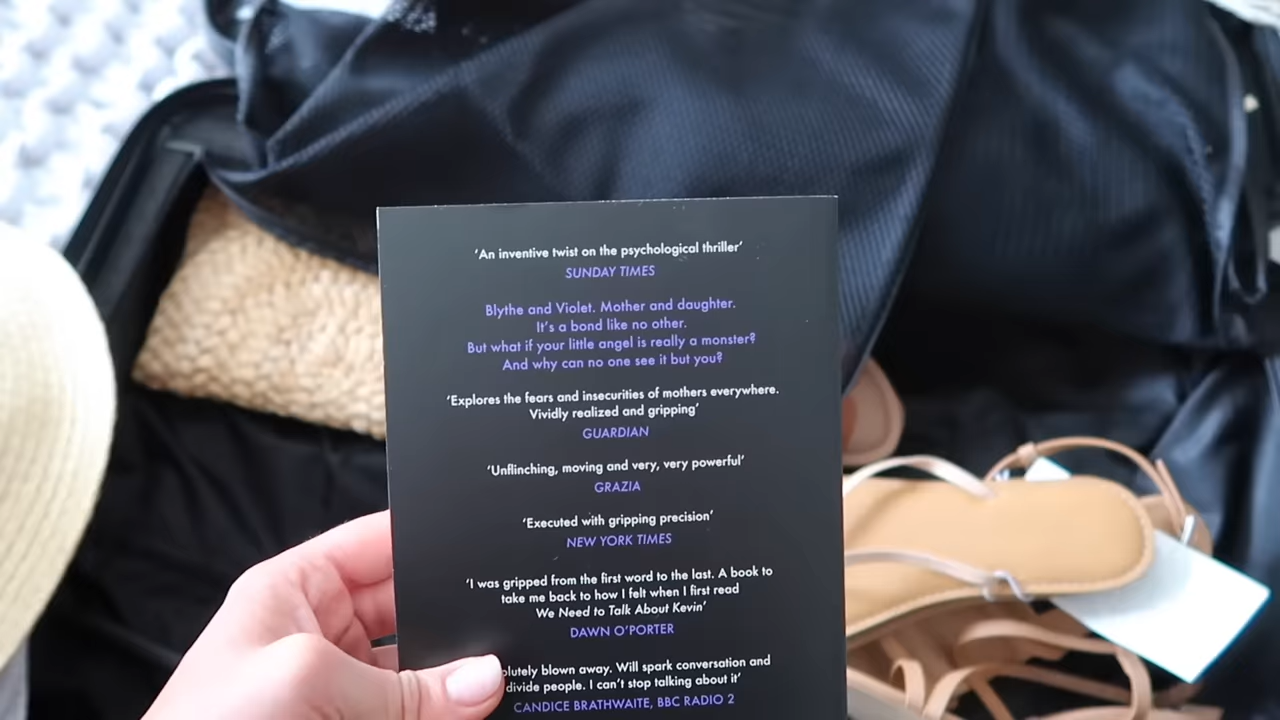 ‘An inventive twist on the psychological thriller’
SUNDAY TIMES
Blythe and Violet. Mother and daughter.
It’s a bond like no other.
But what if your little angel is really a monster?
And why can no one see it but you?
‘Explores the fears and insecurities of mothers everywhere.
Vividly realized and gripping’
GUARDIAN
‘Unflinching, moving and very, very powerful’
GRAZIA
‘Executed with gripping precision’
NEW YORK TIMES
‘I was gripped from the first word to the last. A book to
take me back to how I felt when I first read
We Need to Talk About Kevin’
DAWN O’PORTER
blown away. Will spark conversation and
divide people. I can’t stop talking about it’
CANDICE BRATHWAITE, BBC RADIO 2